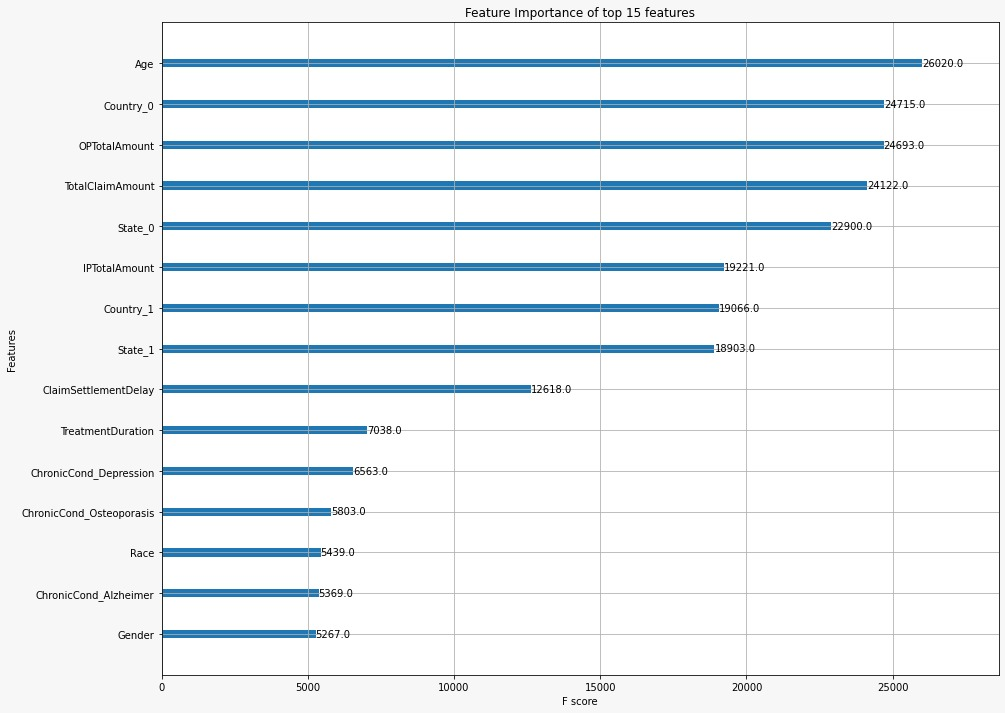 Feature Importance of top 15 features
Features
Age 26020.0
Country_0 24715.0
OPTotalAmount 24693.0
TotalClaimAmount 24122.0
State_0 22900.0
IPTotalAmount 19221.0
Country_1 19066.0
State_1 18903.0
ClaimSettlementDelay 12618.0
TreatmentDuration 7038.0
ChronicCond_Depression 6563.0
ChronicCond_Osteoporasis 5803.0
Race 5439.0
ChronicCond_Alzheimer 5369.0
Gender 5267.0
0 5000 10000 15000 20000 25000
F score